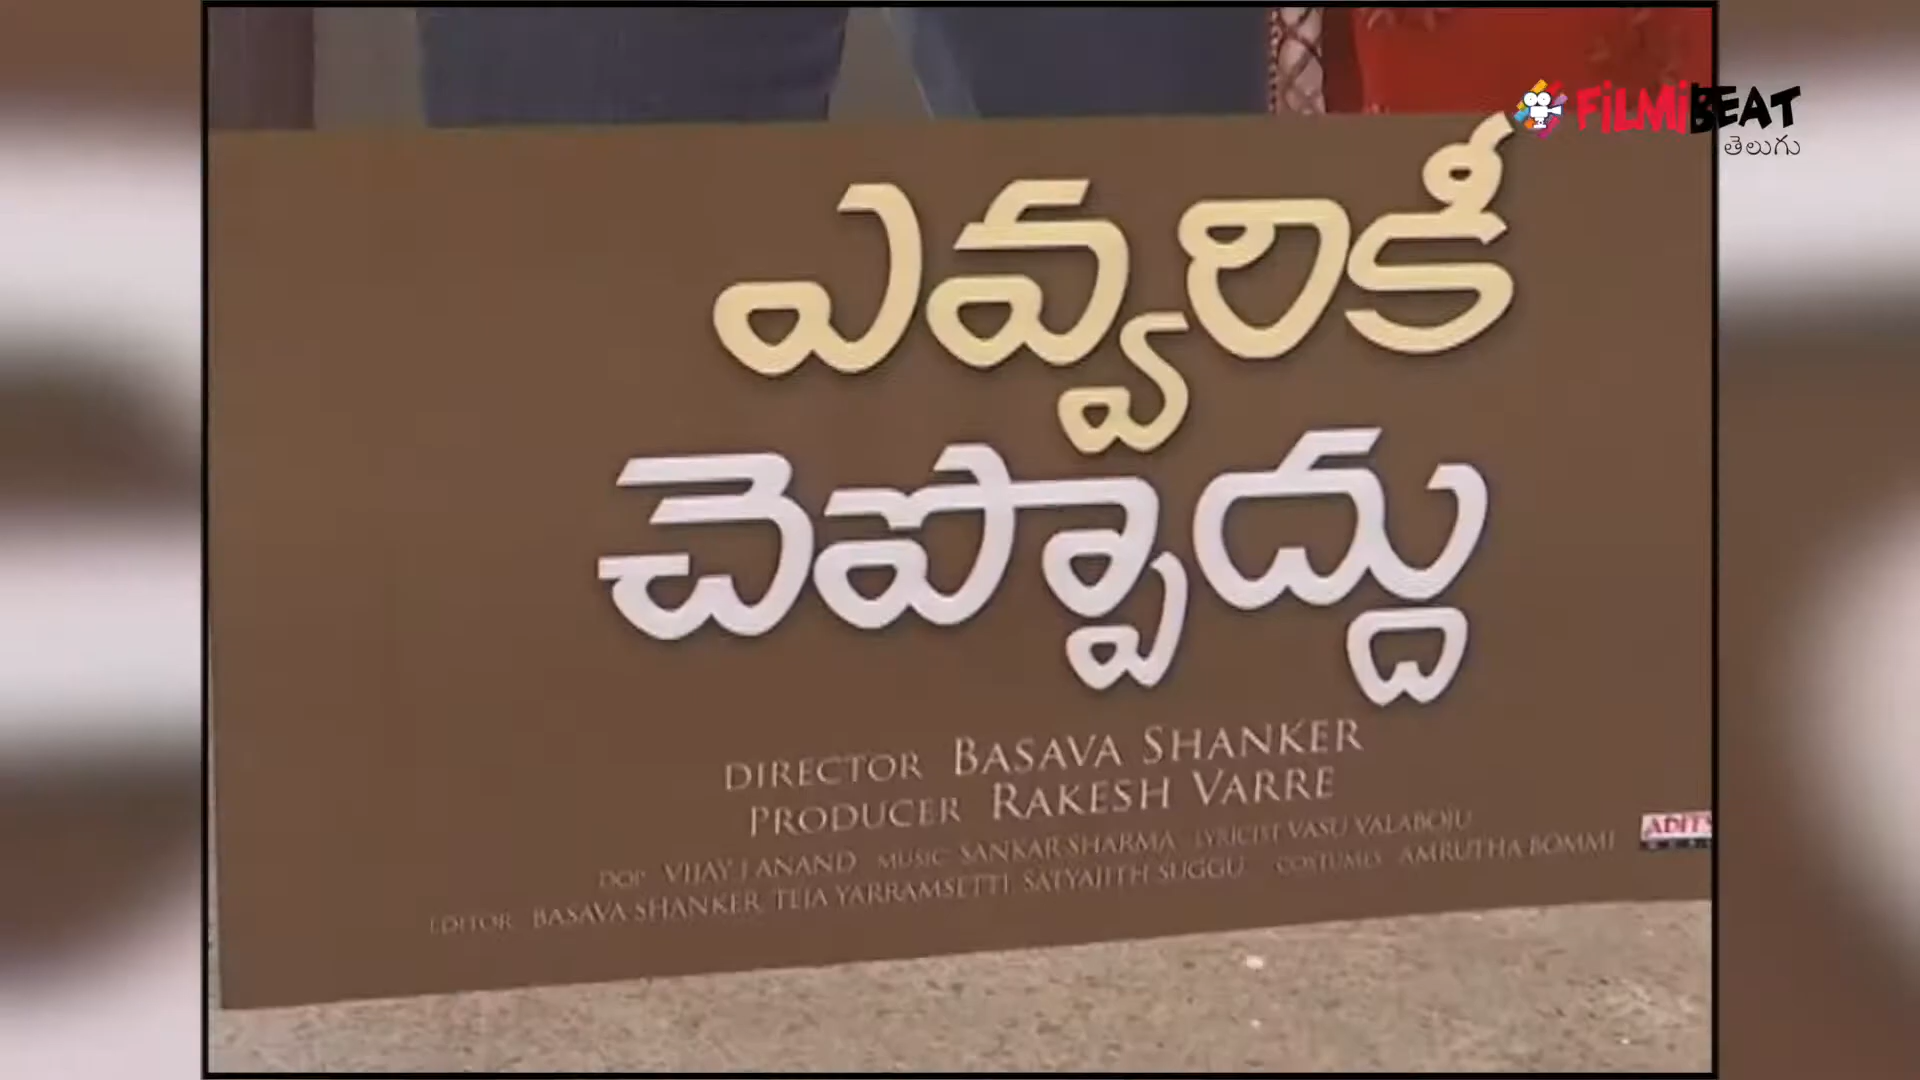 FiLMiBEAT
తెలుగు
ఎవ్వరికీ
చెప్పొద్దు
DIRECTOR BASAVA SHANKER
PRODUCER RAKESH VARRE
DOP VIJAY J ANAND MUSIC SANKAR SHARMA LYRICIST VASU VALABOJU
EDITOR BASAVA SHANKER, TEJA YARRAMSETTI, SATYAJITH SUGGU COSTUMES AMRUTHA BOMMI